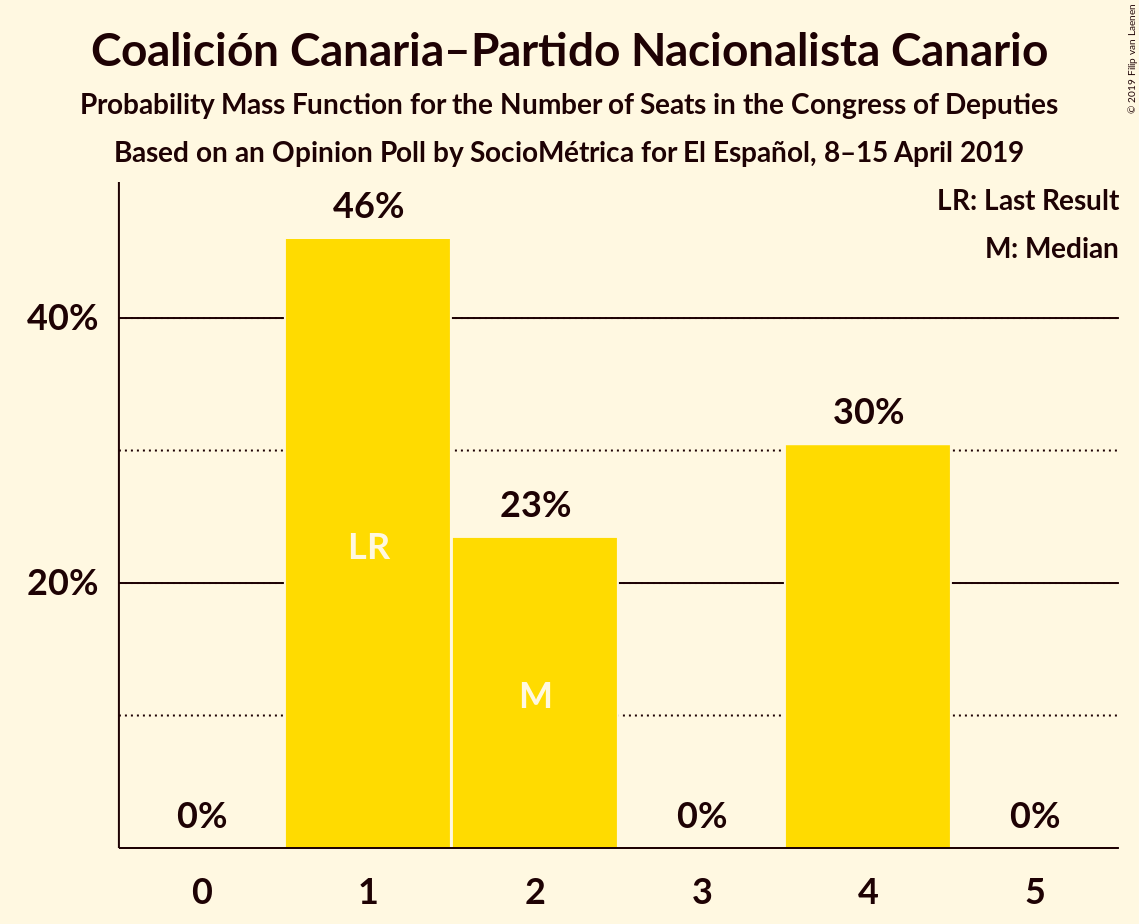 Coalición Canaria–Partido Nacionalista Canario
Probability Mass Function for the Number of Seats in the Congress of Deputies
Based on an Opinion Poll by SocioMétrica for El Español, 8–15 April 2019
© 2019 Filip van Laenen
LR: Last Result
M: Median
46%
40%
30%
23%
LR
20%
M
0%
0%
0%
0 1 2 3 4 5